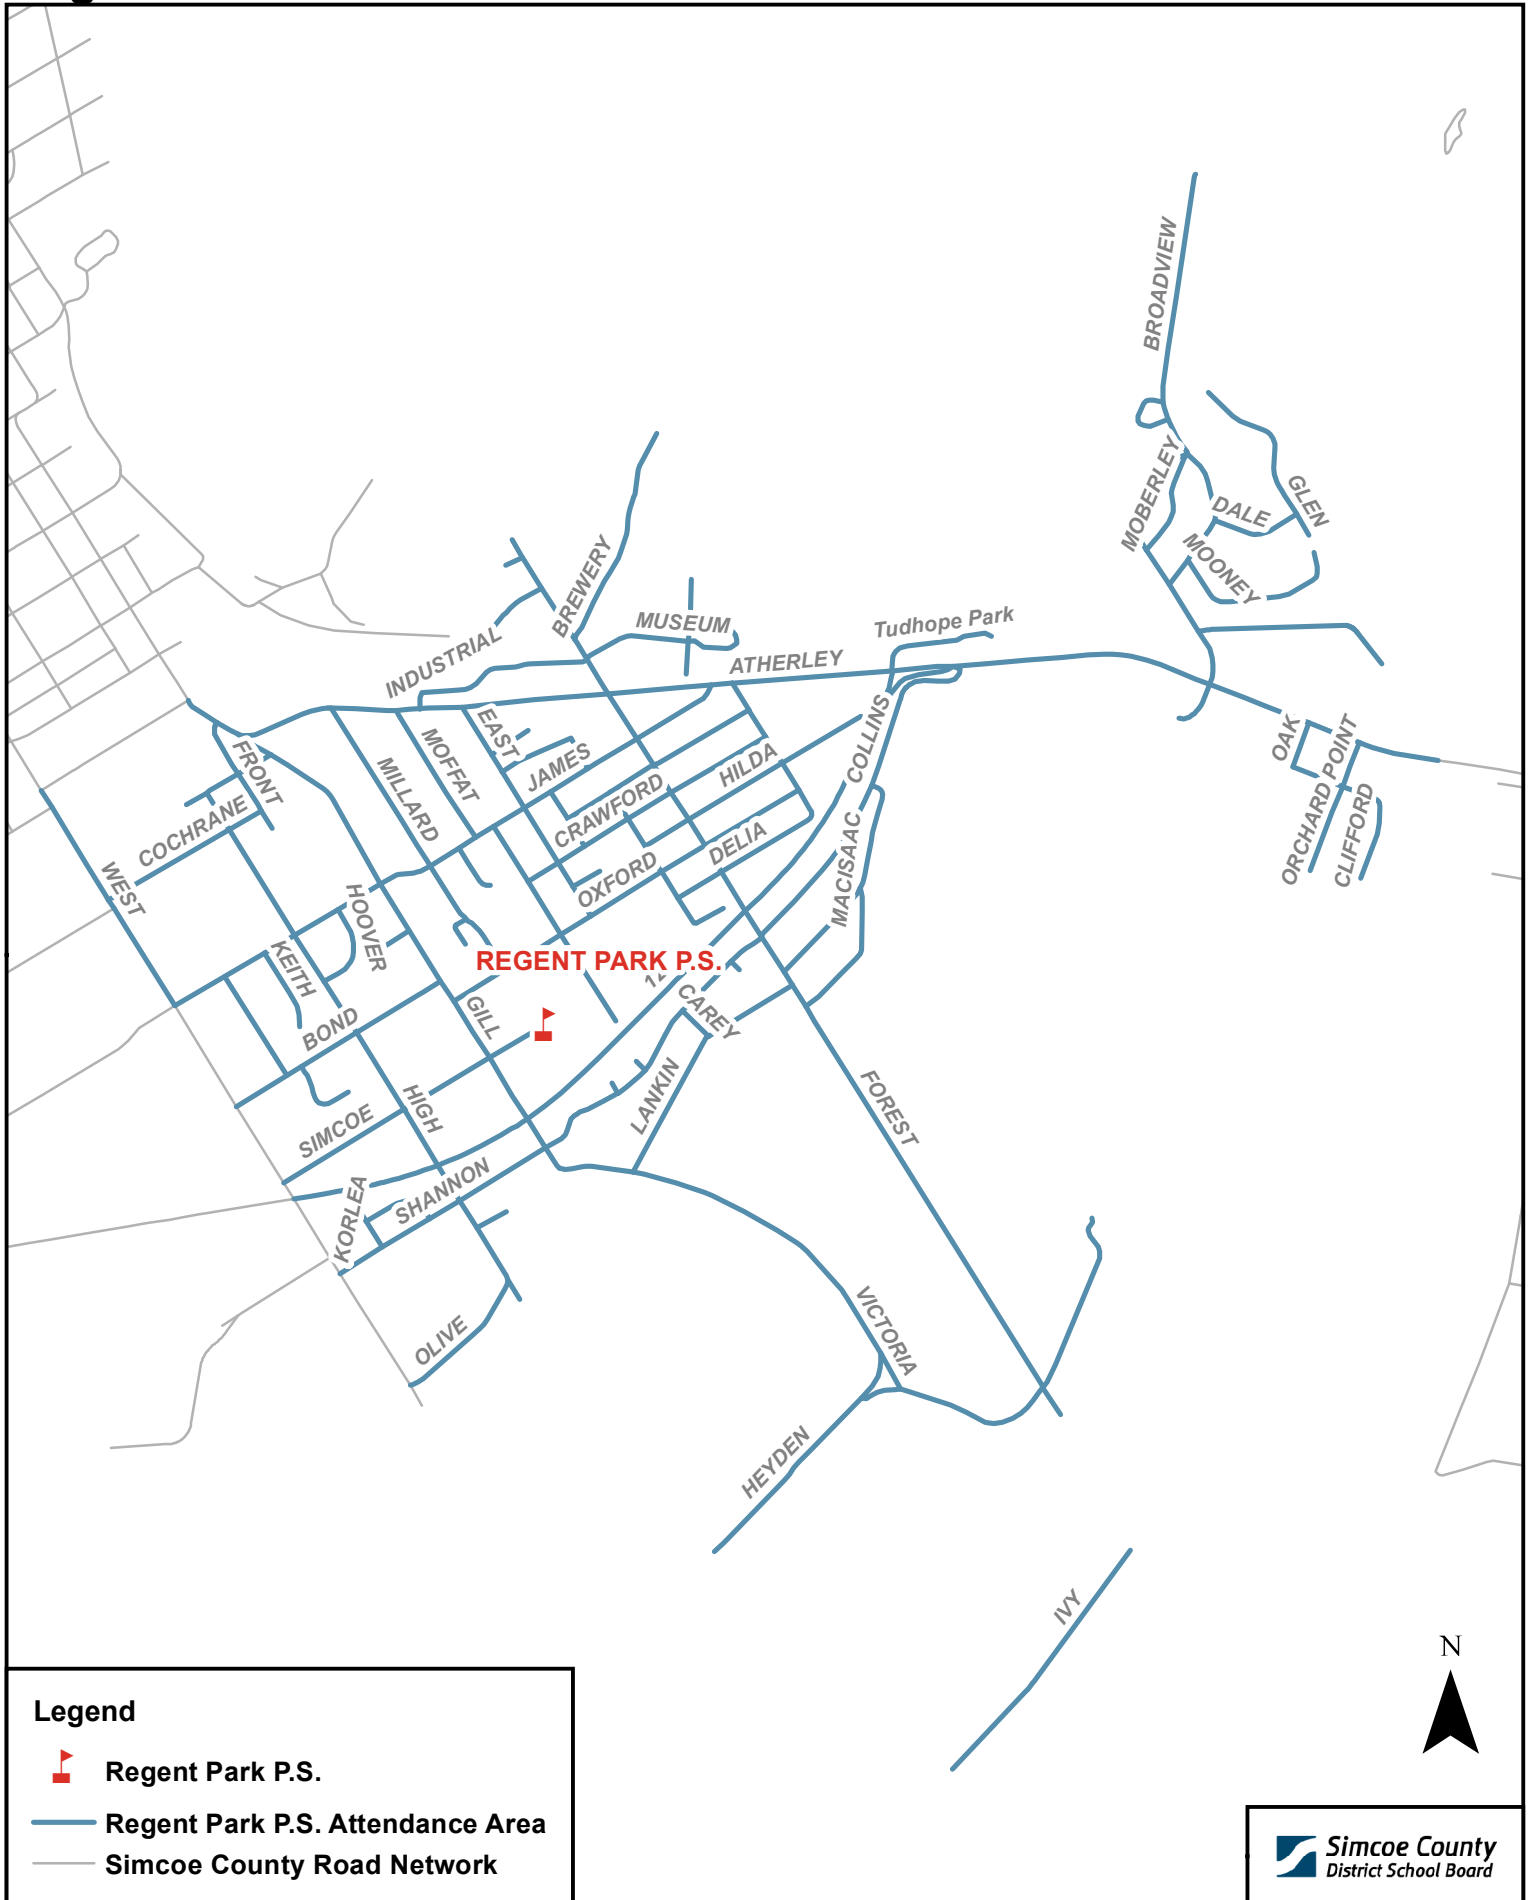 BROADVIEW
MOBERLEY
GLEN
DALE
MOONEY
BREWERY
MUSEUM
Tudhope Park
INDUSTRIAL
ATHERLEY
EAST
MOFFAT
COLLINS
OAK
POINT
FRONT
MILLARD
JAMES
HILDA
CRAWFORD
COCHRANE
DELIA
ORCHARD
CLIFFORD
MACISAAC
WEST
OXFORD
HOOVER
KEITH
REGENT PARK P.S.
12
CAREY
GILL
BOND
HIGH
LANKIN
FOREST
SIMCOE
SHANNON
KORLEA
VICTORIA
OLIVE
HEYDEN
IVY
N
Legend
Regent Park P.S.
Regent Park P.S. Attendance Area
Simcoe County Road Network
Simcoe County
District School Board